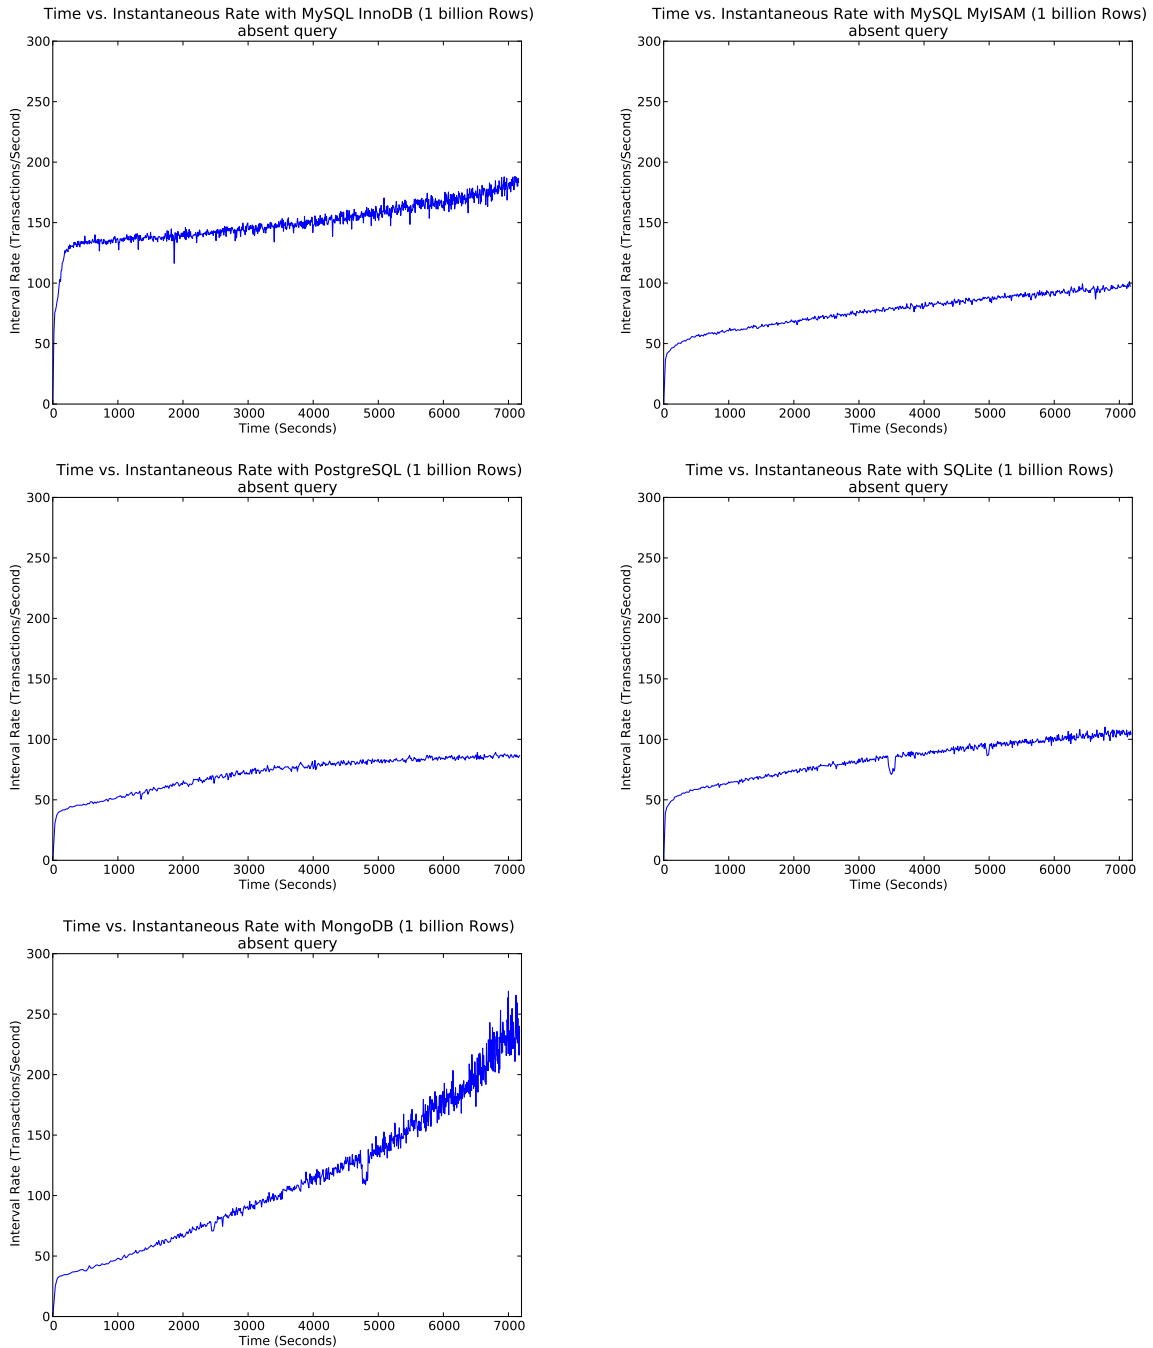 Time vs. Instantaneous Rate with MySQL InnoDB (1 billion Rows)
absent query
300
250
200
150
100
50
0
Interval Rate (Transactions/Second)
0 1000 2000 3000 4000 5000 6000 7000
Time (Seconds)
Time vs. Instantaneous Rate with MySQL MyISAM (1 billion Rows)
absent query
300
250
200
150
100
50
0
Interval Rate (Transactions/Second)
0 1000 2000 3000 4000 5000 6000 7000
Time (Seconds)
Time vs. Instantaneous Rate with PostgreSQL (1 billion Rows)
absent query
300
250
200
150
100
50
0
Interval Rate (Transactions/Second)
0 1000 2000 3000 4000 5000 6000 7000
Time (Seconds)
Time vs. Instantaneous Rate with SQLite (1 billion Rows)
absent query
300
250
200
150
100
50
0
Interval Rate (Transactions/Second)
0 1000 2000 3000 4000 5000 6000 7000
Time (Seconds)
Time vs. Instantaneous Rate with MongoDB (1 billion Rows)
absent query
300
250
200
150
100
50
0
Interval Rate (Transactions/Second)
0 1000 2000 3000 4000 5000 6000 7000
Time (Seconds)